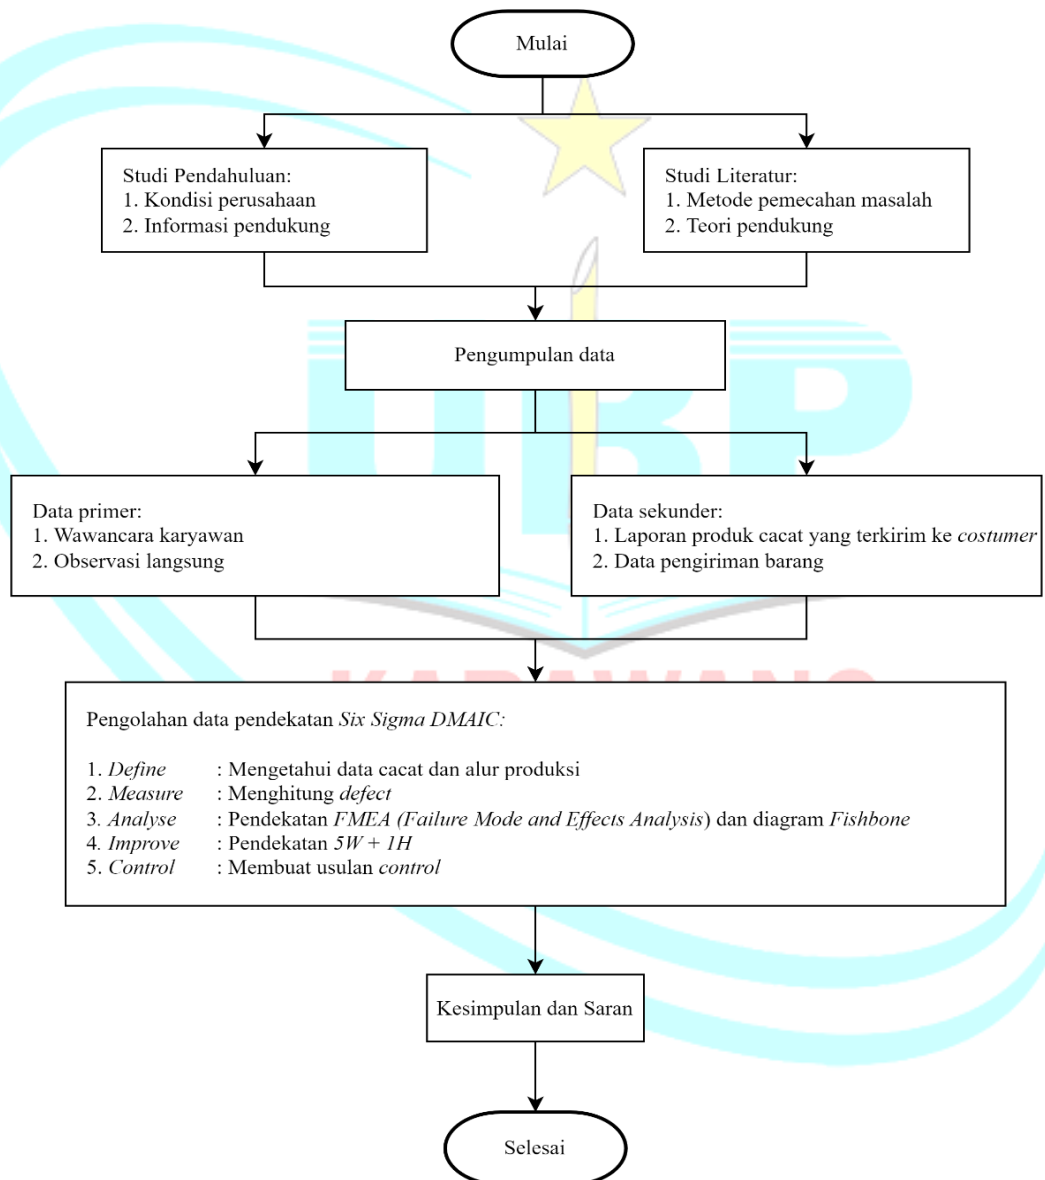 Mulai
Studi Pendahuluan:
1. Kondisi perusahaan
2. Informasi pendukung
Studi Literatur:
1. Metode pemecahan masalah
2. Teori pendukung
Pengumpulan data
Data primer:
1. Wawancara karyawan
2. Observasi langsung
Data sekunder:
1. Laporan produk cacat yang terkirim ke costumer
2. Data pengiriman barang
UBP
KARAWANG
Pengolahan data pendekatan Six Sigma DMAIC:
1. Define : Mengetahui data cacat dan alur produksi
2. Measure : Menghitung defect
3. Analyse : Pendekatan FMEA (Failure Mode and Effects Analysis) dan diagram Fishbone
4. Improve : Pendekatan 5W + 1H
5. Control : Membuat usulan control
Kesimpulan dan Saran
Selesai